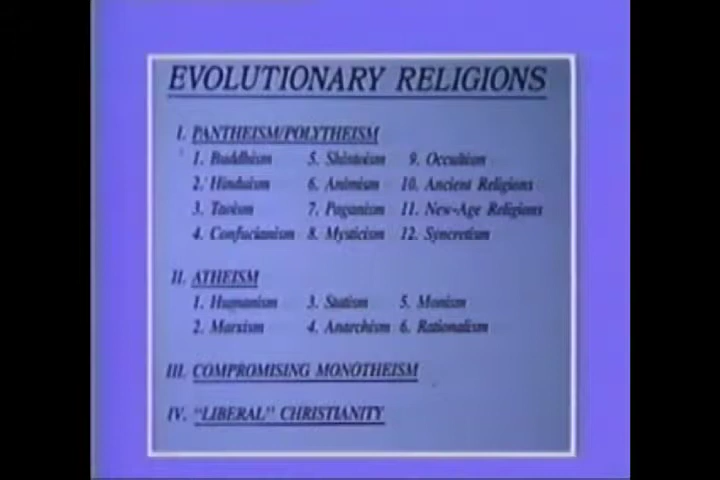 EVOLUTIONARY RELIGIONS
I. PANTHEISM/POLYTHEISM
1. Buddhism 5. Shintoism 9. Occultism
2. Hinduism 6. Animism 10. Ancient Religions
3. Taoism 7. Paganism 11. New-Age Religions
4. Confucianism 8. Mysticism 12. Syncretism
II. ATHEISM
1. Humanism 3. Statism 5. Monism
2. Marxism 4. Anarchism 6. Rationalism
III. COMPROMISING MONOTHEISM
IV. "LIBERAL" CHRISTIANITY